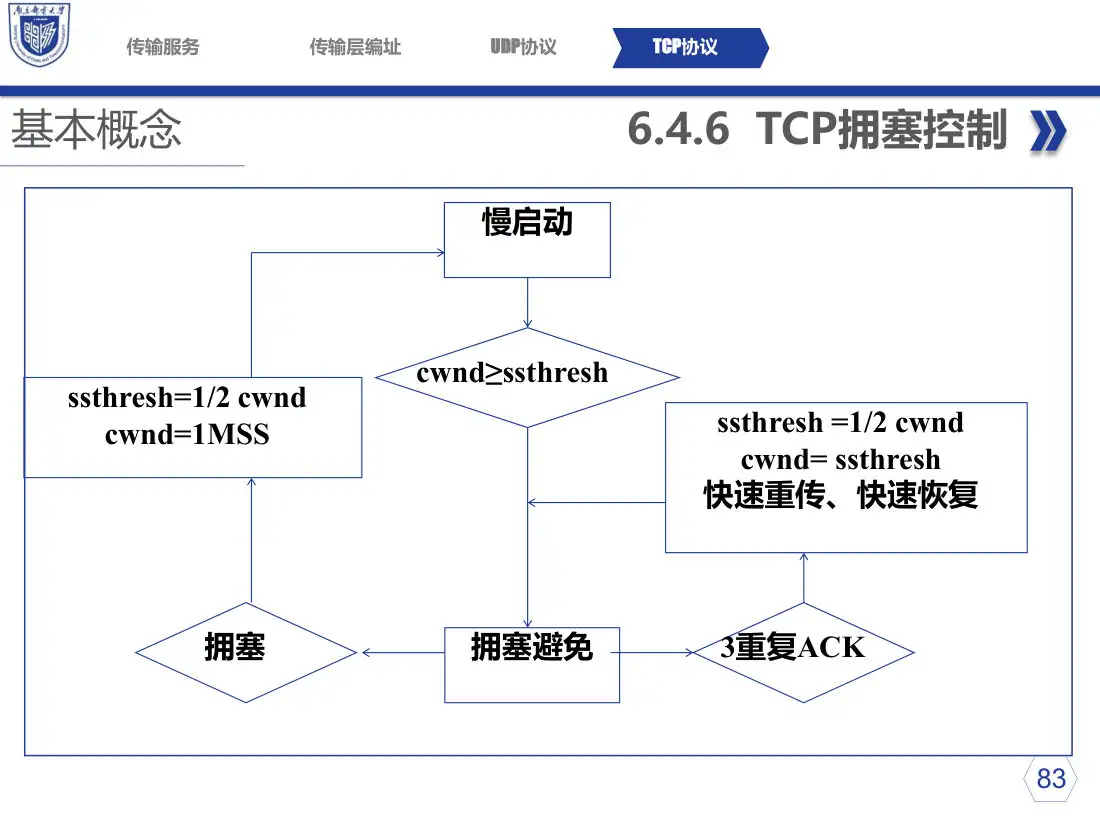 传输服务
传输层编址
UDP协议
TCP协议
基本概念
6.4.6 TCP拥塞控制
慢启动
cwnd≥ssthresh
ssthresh=1/2 cwnd
cwnd=1MSS
ssthresh =1/2 cwnd
cwnd= ssthresh
快速重传、快速恢复
拥塞
拥塞避免
3重复ACK
83